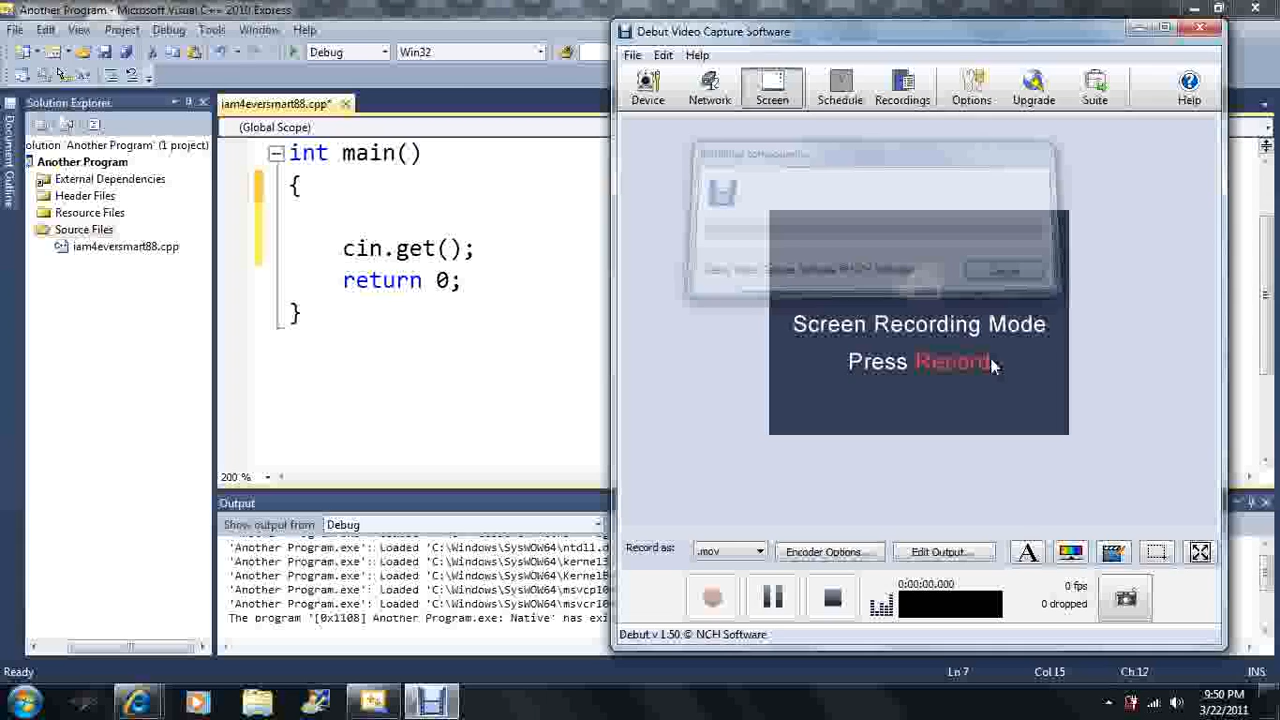 Another Program - Microsoft Visual C++ 2010 Express
File Edit View Project Debug Tools Window Help
Debug Win32
Solution Explorer
olution 'Another Program' (1 project)
Another Program
External Dependencies
Header Files
Resource Files
Source Files
iam4eversmart88.cpp
Document Outline
iam4eversmart88.cpp*
(Global Scope)
int main()
{
cin.get();
return 0;
}
200 %
Output
Show output from Debug
'Another Program.exe': Loaded 'C:\Windows\SysWOW64\ntdll.d
'Another Program.exe': Loaded 'C:\Windows\SysWOW64\kernel3
'Another Program.exe': Loaded 'C:\Windows\SysWOW64\KernelB
'Another Program.exe': Loaded 'C:\Windows\SysWOW64\msvcp10
'Another Program.exe': Loaded 'C:\Windows\SysWOW64\msvcr10
The program '[0x1108] Another Program.exe: Native' has exi
Debut Video Capture Software
File Edit Help
Device Network Screen Schedule Recordings Options Upgrade Suite Help
Screen Recording Mode
Press Record
Record as: .mov Encoder Options... Edit Output...
0:00:00.000
0 fps
0 dropped
Debut v 1.50 © NCH Software
Ready Ln 7 Col 15 Ch 12 INS
9:50 PM
3/22/2011